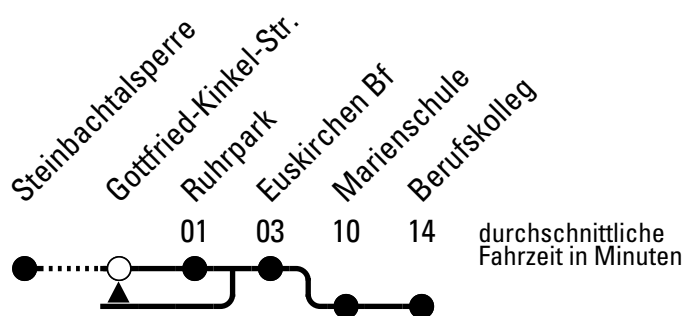 Steinbachtalsperre
Gottfried-Kinkel-Str.
Ruhrpark
Euskirchen Bf
Marienschule
Berufskolleg
01 03 10 14
durchschnittliche
Fahrzeit in Minuten